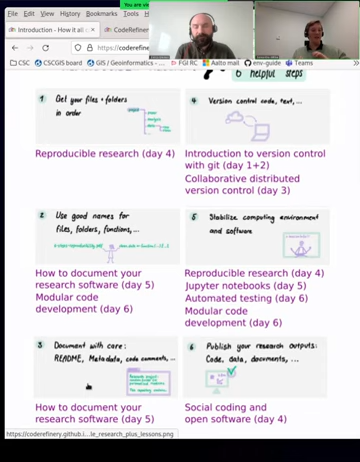 You are vie
File Edit View History Bookmarks Tools H
Introduction - How it all
CodeRefiner
https://coderefine
CSC
CSCGIS board
GIS / Geoinformatics -
FGI RC
Aalto mail
env-guide
Teams
6 helpful steps
1 Get your files + folders
in order
Reproducible research (day 4)
4 Version control code, text, ...
Introduction to version control
with git (day 1+2)
Collaborative distributed
version control (day 3)
2 Use good names for
files, folders, functions, ...
How to document your
research software (day 5)
Modular code
development (day 6)
5 Stabilize computing environment
and software
Reproducible research (day 4)
Jupyter notebooks (day 5)
Automated testing (day 6)
Modular code
development (day 6)
3 Document with care:
README, Metadata, code comments, ...
How to document your
research software (day 5)
6 Publish your research outputs:
Code, data, documents, ...
Social coding and
open software (day 4)
https://coderefinery.github.i...le_research_plus_lessons.png